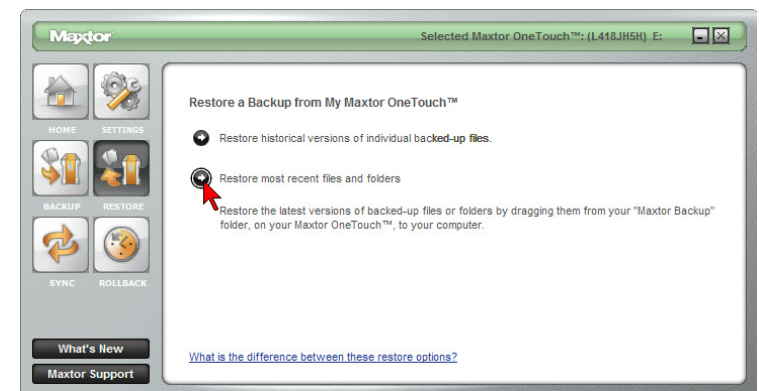 Maxtor
Selected Maxtor OneTouch™: (L418JH5H) E:
HOME SETTINGS
BACKUP RESTORE
SYNC ROLLBACK
What's New
Maxtor Support
Restore a Backup from My Maxtor OneTouch™
Restore historical versions of individual backed-up files.
Restore most recent files and folders
Restore the latest versions of backed-up files or folders by dragging them from your "Maxtor Backup"
folder, on your Maxtor OneTouch™, to your computer.
What is the difference between these restore options?